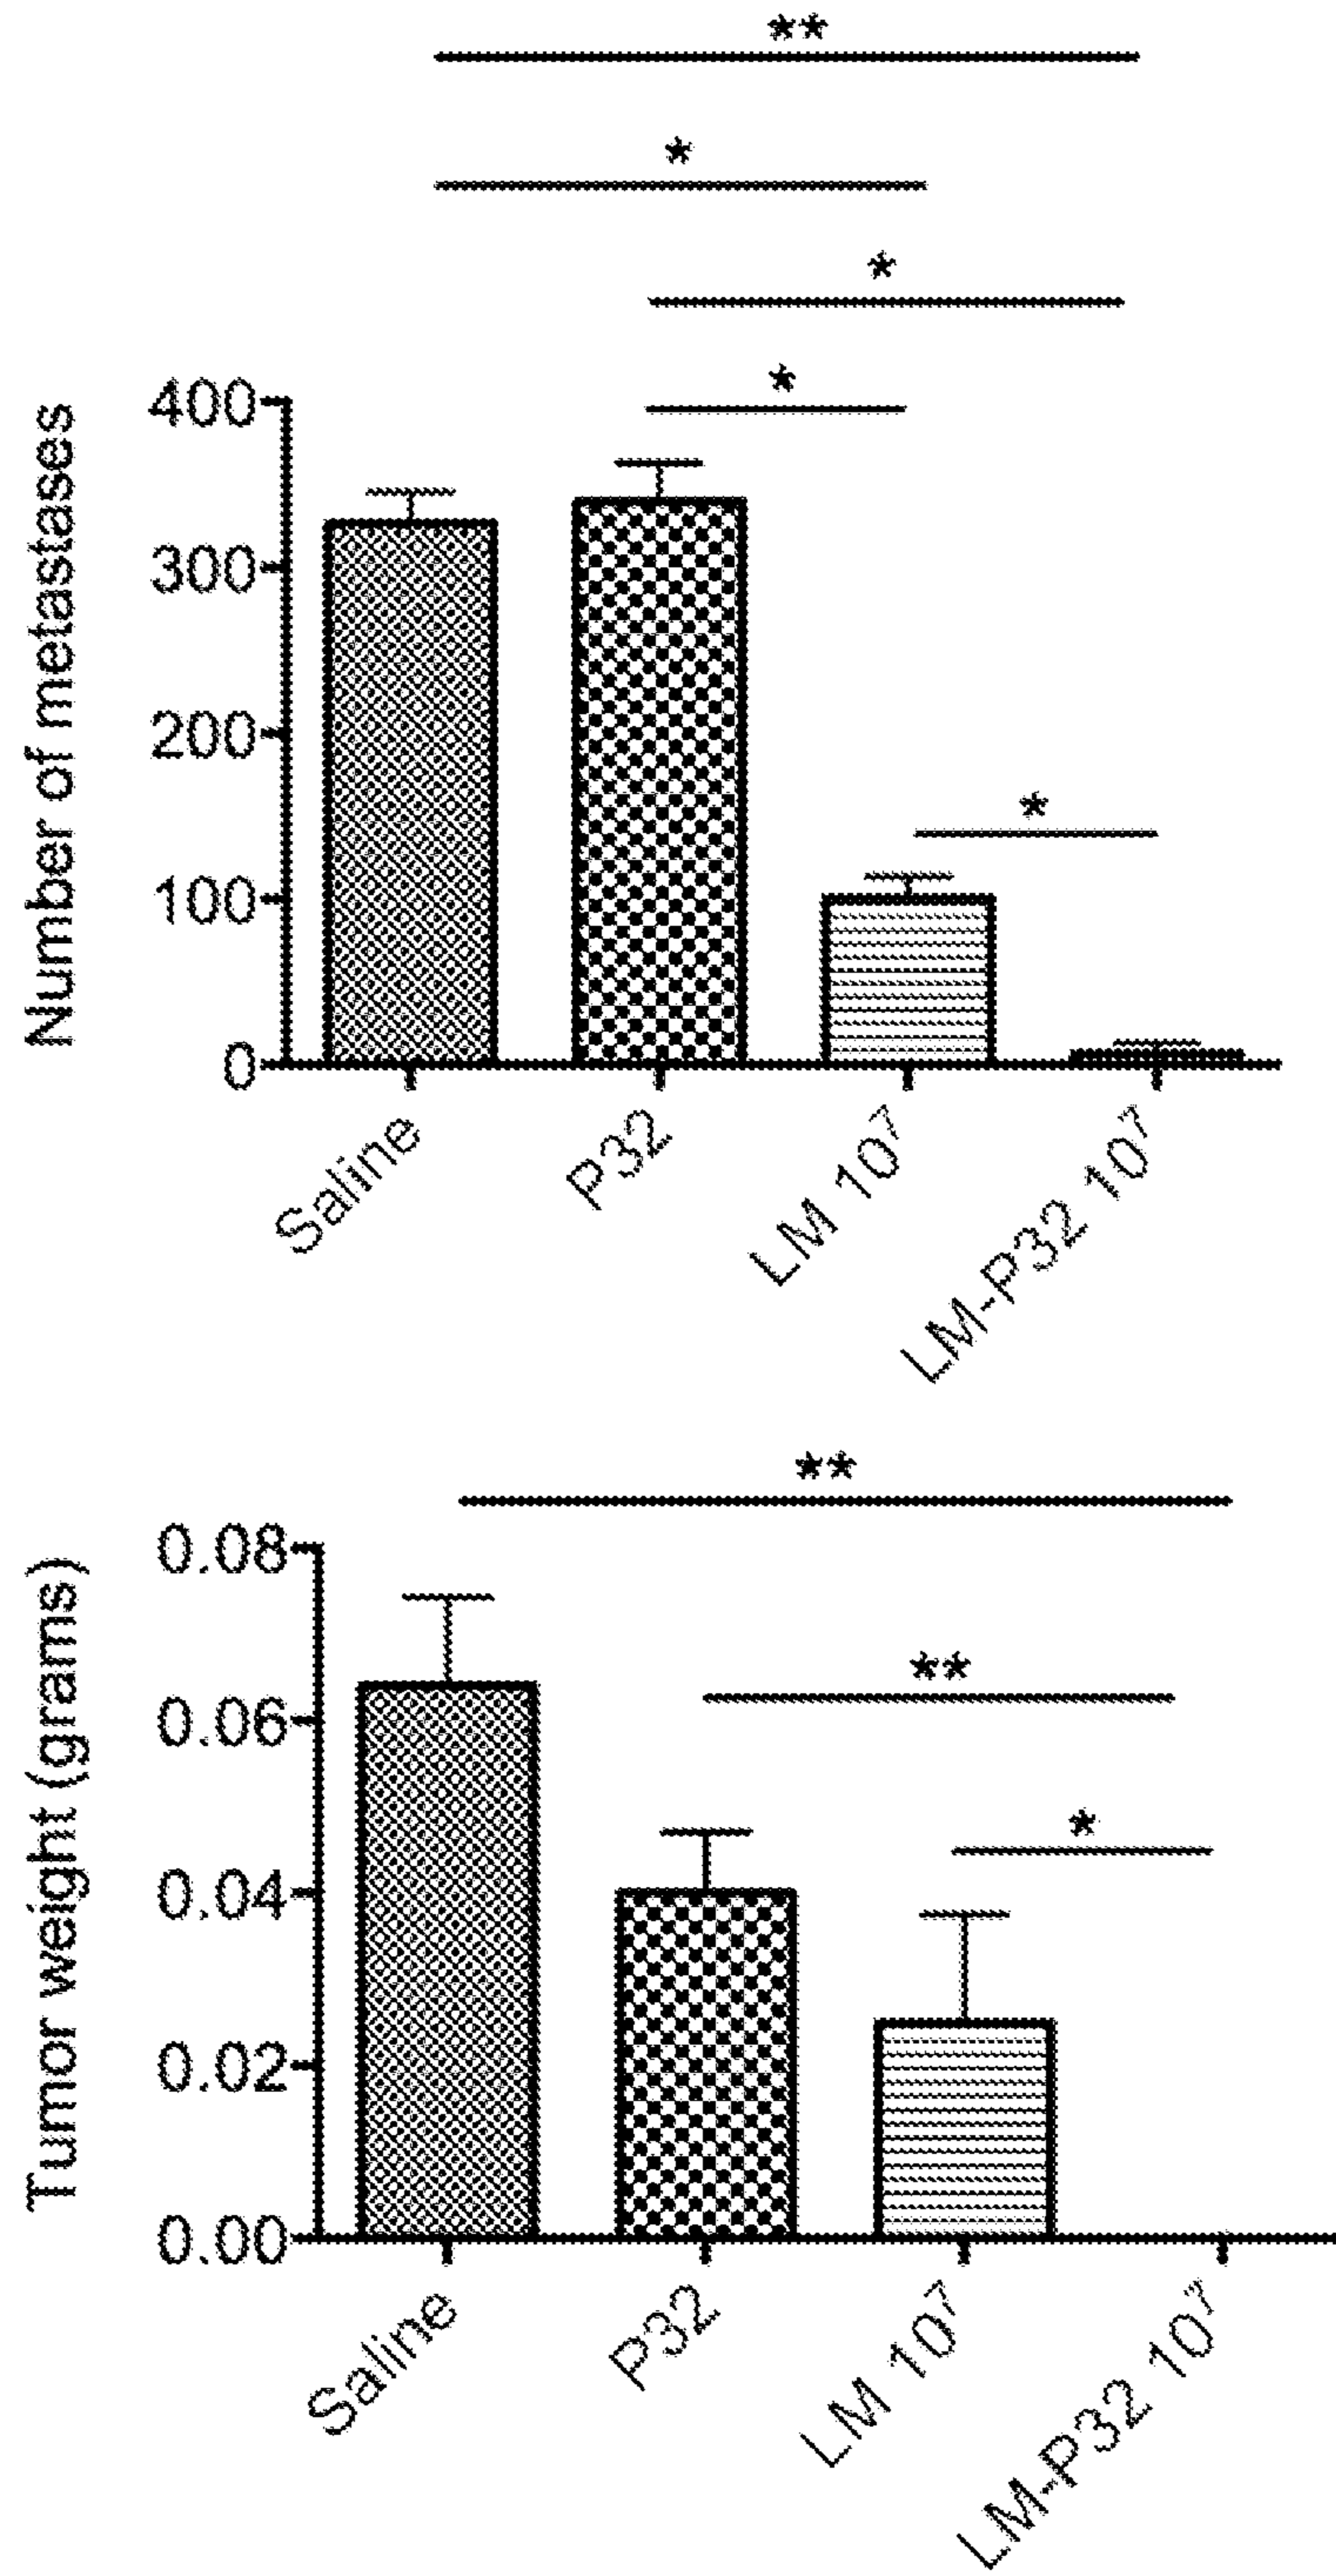 **
*
*
*
*
Number of metastases
400
300
200
100
0
Saline
P32
LM 10⁷
LM-P32 10⁷
**
**
*
Tumor weight (grams)
0.08
0.06
0.04
0.02
0.00
Saline
P32
LM 10⁷
LM-P32 10⁷